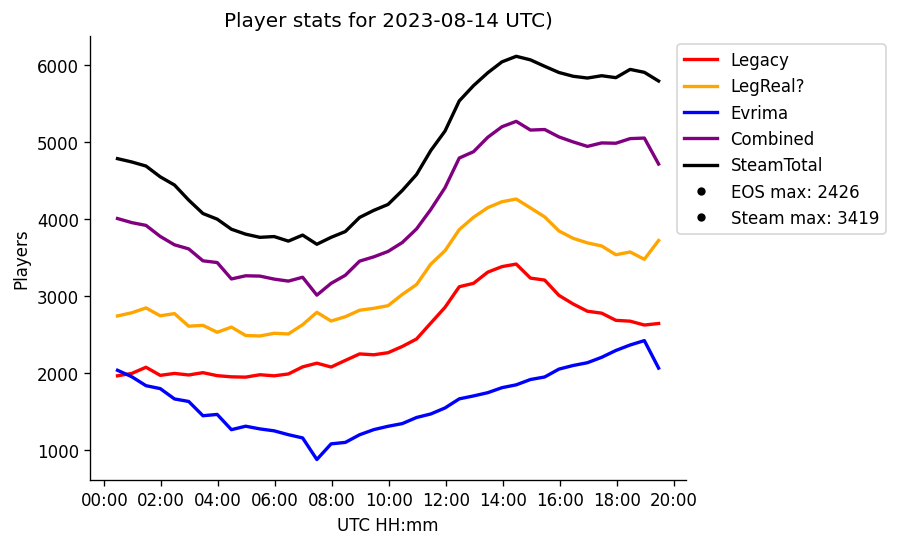 Player stats for 2023-08-14 UTC)
6000
5000
4000
3000
2000
1000
Players
00:00 02:00 04:00 06:00 08:00 10:00 12:00 14:00 16:00 18:00 20:00
UTC HH:mm
Legacy
LegReal?
Evrima
Combined
SteamTotal
EOS max: 2426
Steam max: 3419